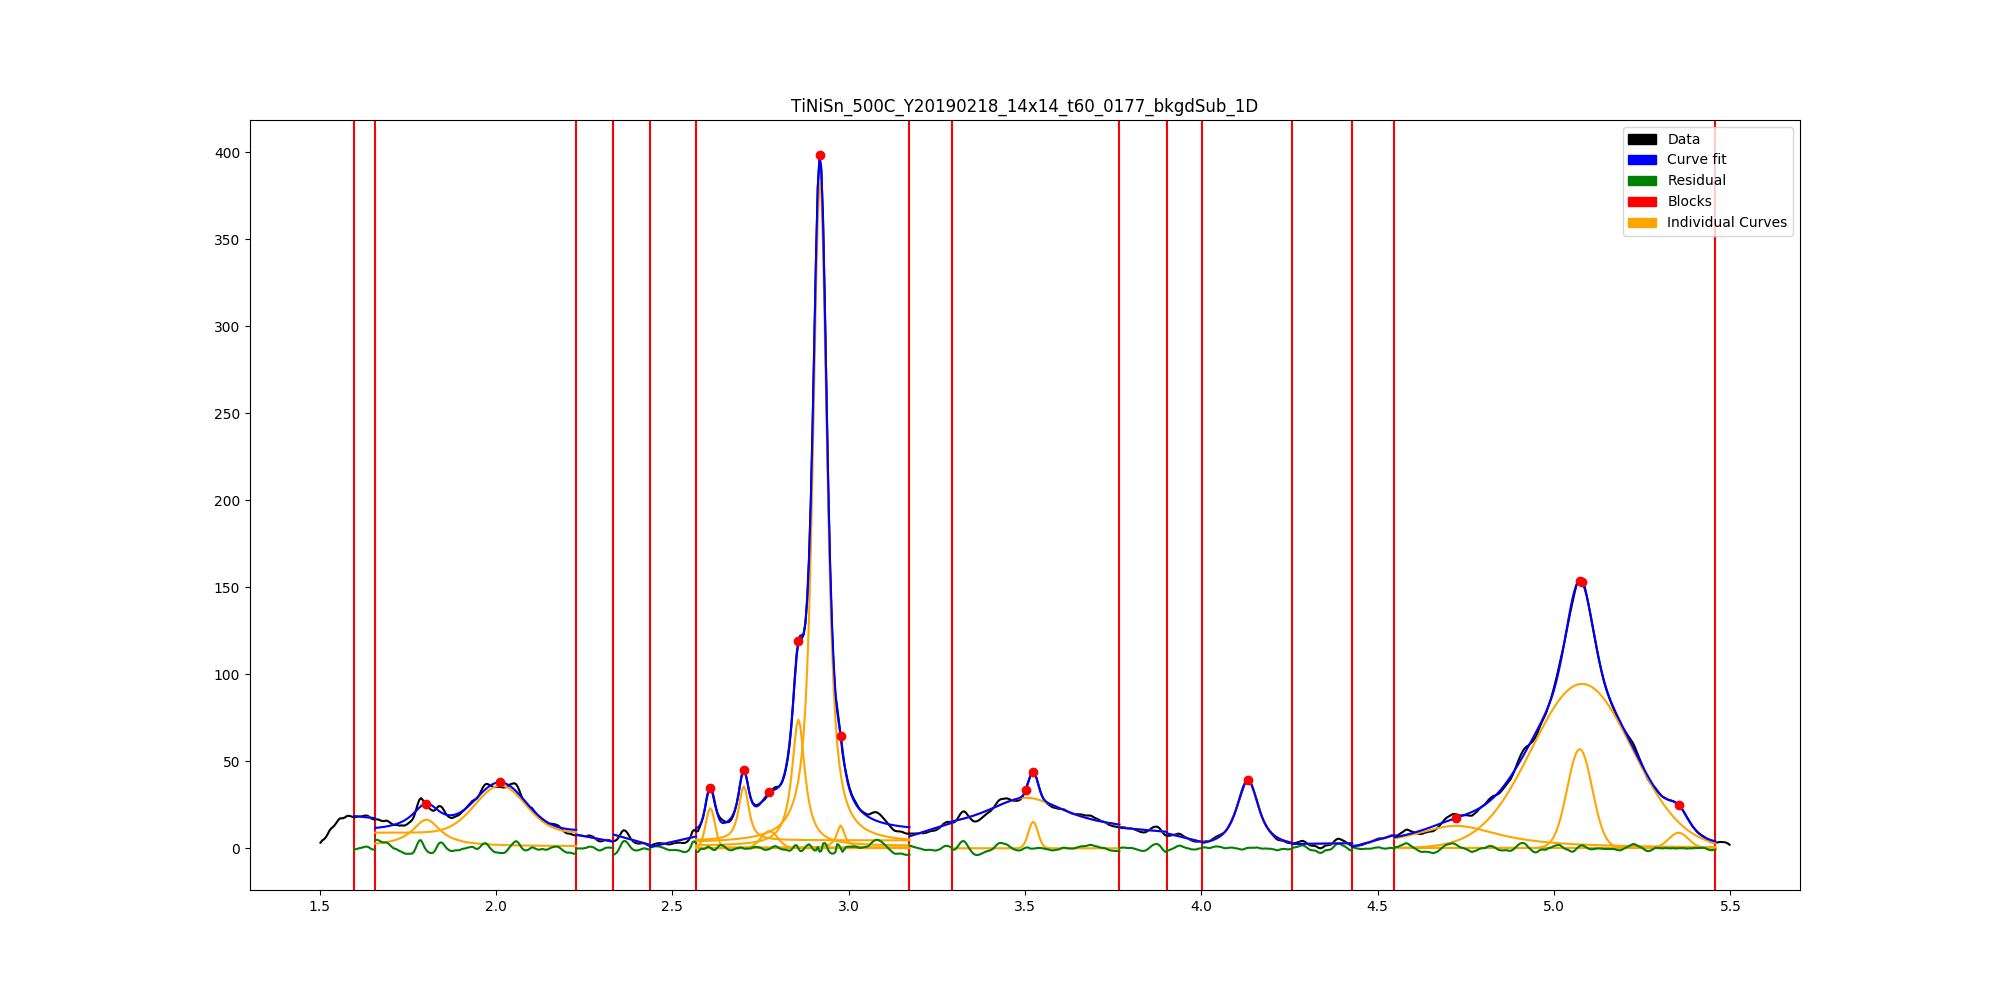 TiNiSn_500C_Y20190218_14x14_t60_0177_bkgdSub_1D
Data
Curve fit
Residual
Blocks
Individual Curves
400
350
300
250
200
150
100
50
0
1.5 2.0 2.5 3.0 3.5 4.0 4.5 5.0 5.5